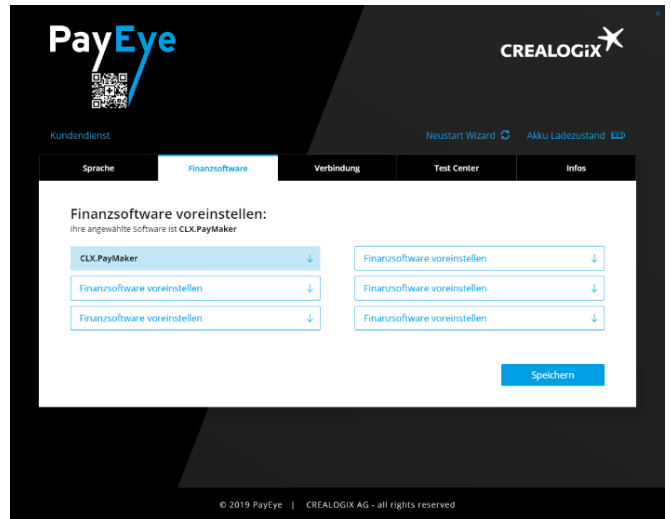 PayEye
CREALOGIX
Kundendienst
Neustart Wizard
Akku Ladezustand
Sprache
Finanzsoftware
Verbindung
Test Center
Infos
Finanzsoftware voreinstellen:
Ihre angewählte Software ist CLX.PayMaker
CLX.PayMaker
Finanzsoftware voreinstellen
Finanzsoftware voreinstellen
Finanzsoftware voreinstellen
Finanzsoftware voreinstellen
Finanzsoftware voreinstellen
Speichern
© 2019 PayEye | CREALOGIX AG - all rights reserved